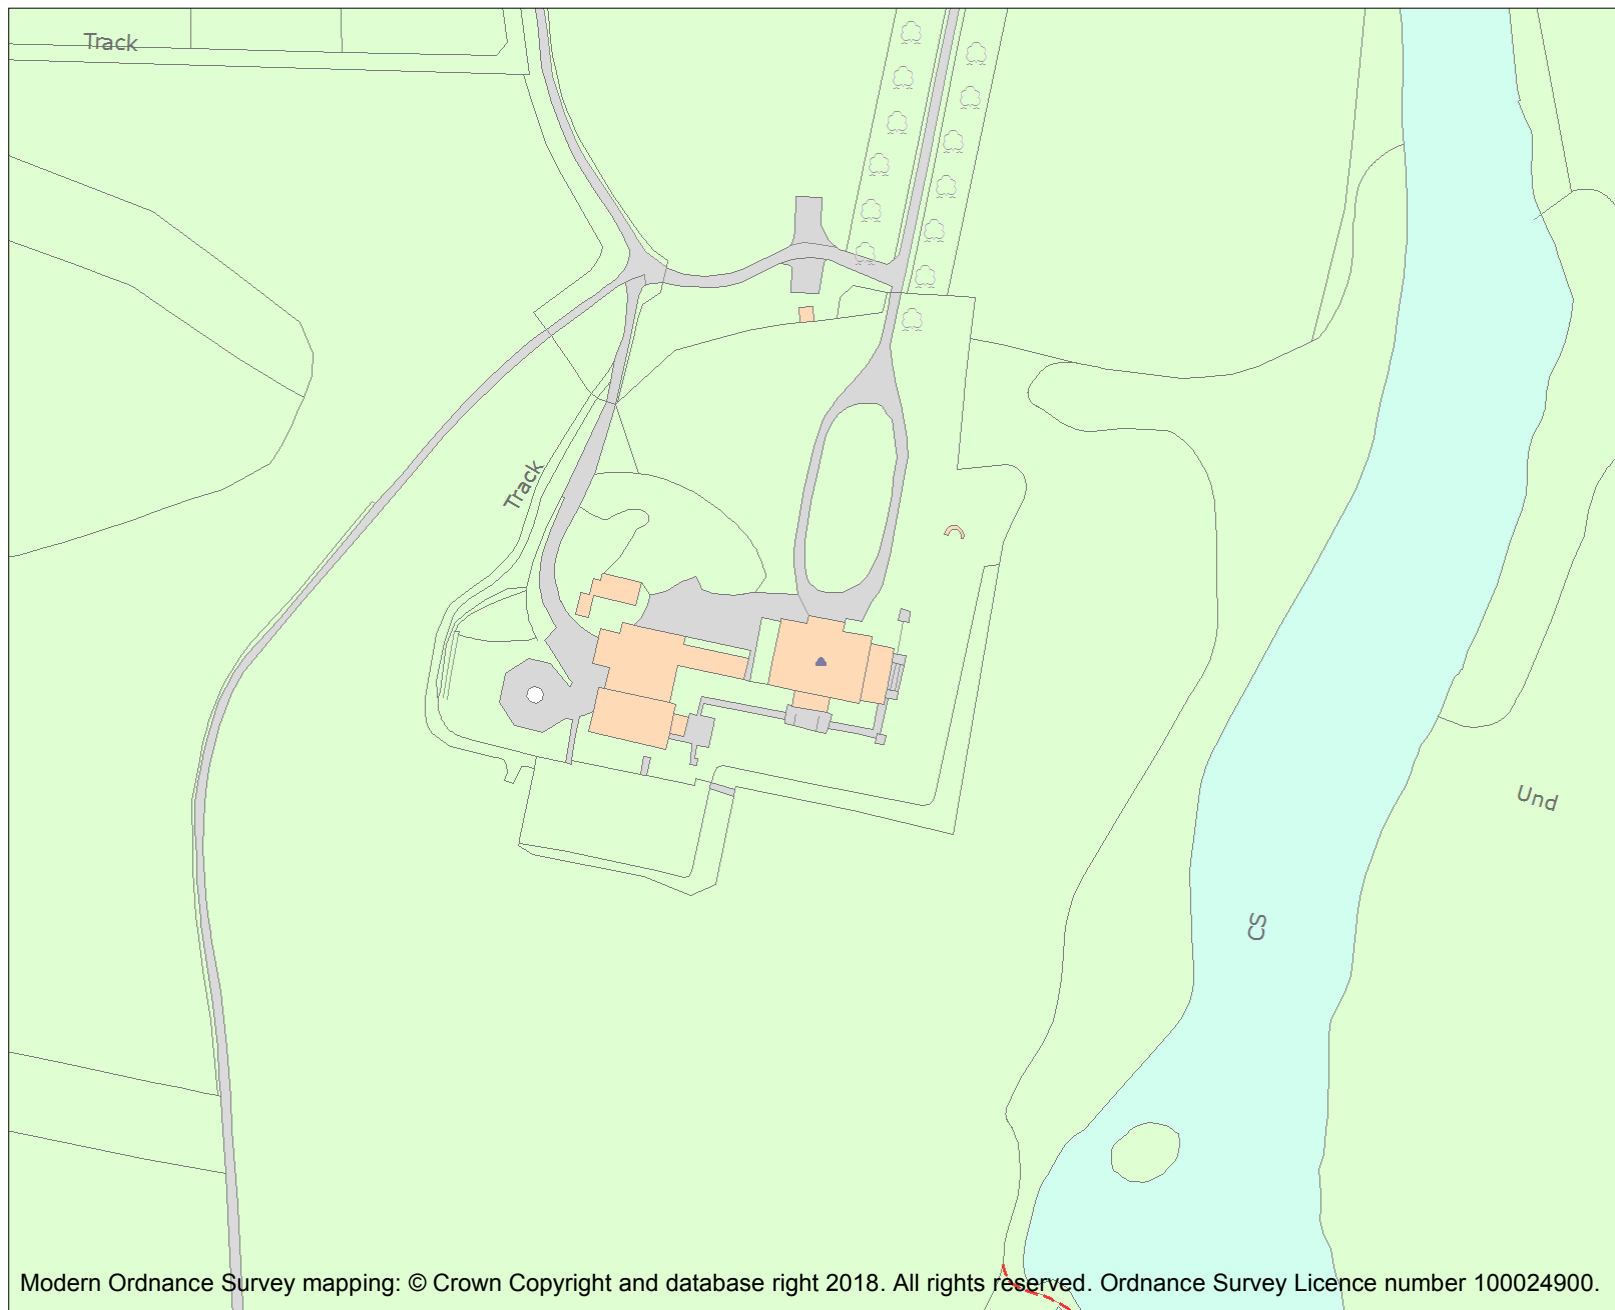 Track
Track
Und
CS
Modern Ordnance Survey mapping: © Crown Copyright and database right 2018. All rights reserved. Ordnance Survey Licence number 100024900.